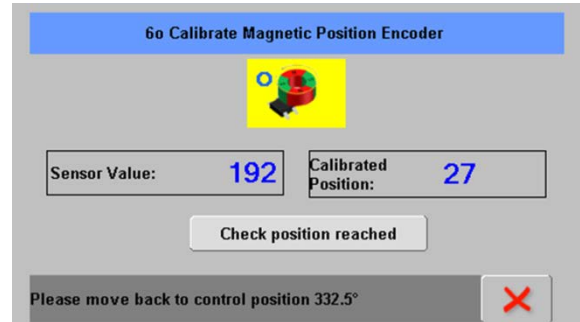 6o Calibrate Magnetic Position Encoder
Sensor Value: 192
Calibrated Position: 27
Check position reached
Please move back to control position 332.5°